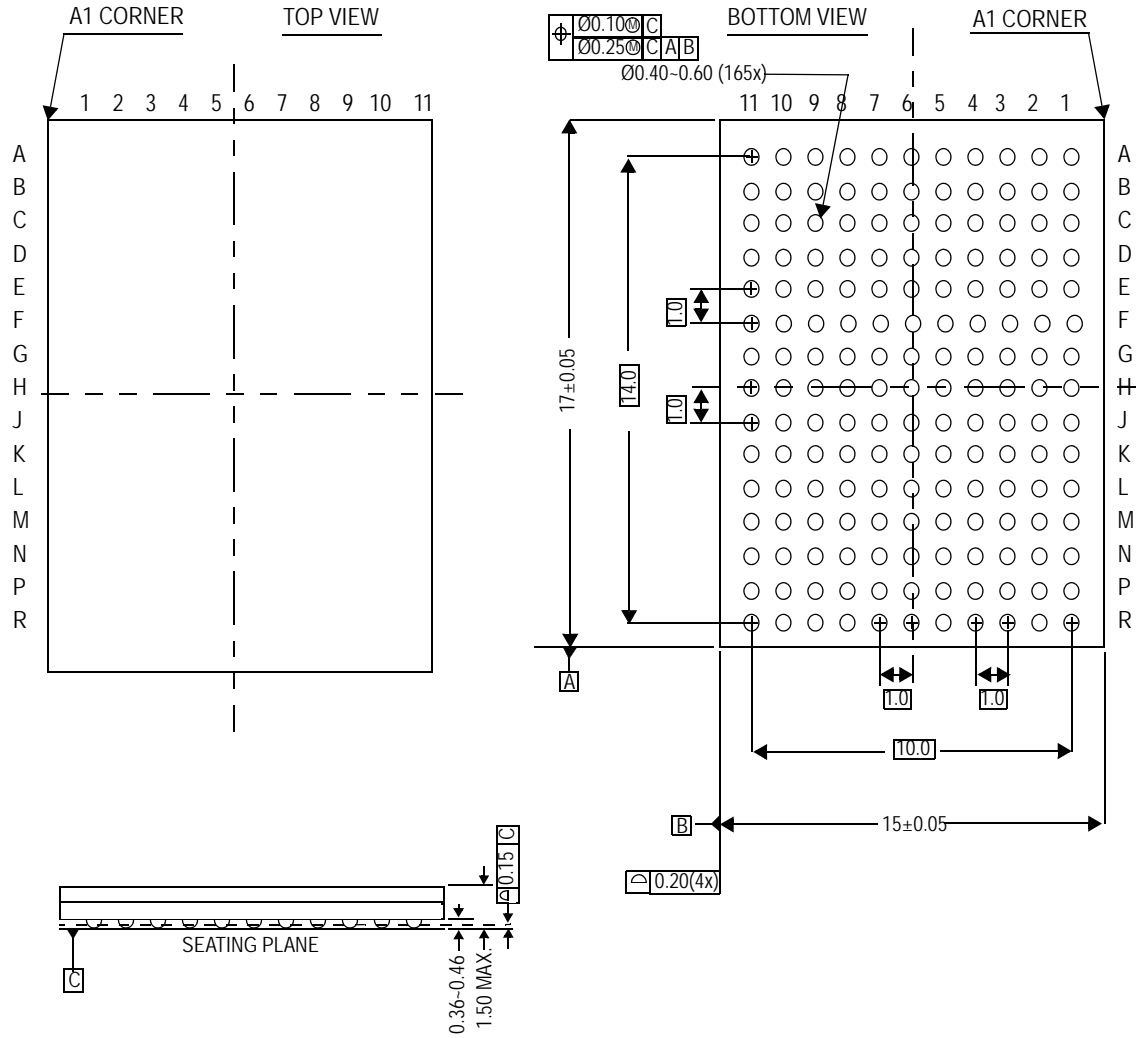 A1 CORNER
TOP VIEW
Ø0.10Ⓜ C
Ø0.25Ⓜ C A B
BOTTOM VIEW
A1 CORNER
Ø0.40~0.60 (165x)
1 2 3 4 5 6 7 8 9 10 11
11 10 9 8 7 6 5 4 3 2 1
A
B
C
D
E
F
G
H
J
K
L
M
N
P
R
A
B
C
D
E
F
G
H
J
K
L
M
N
P
R
1.0
1.0
14.0
17±0.05
A
1.0
1.0
10.0
B
15±0.05
0.20(4x)
0.15 C
SEATING PLANE
C
0.36~0.46
1.50 MAX.